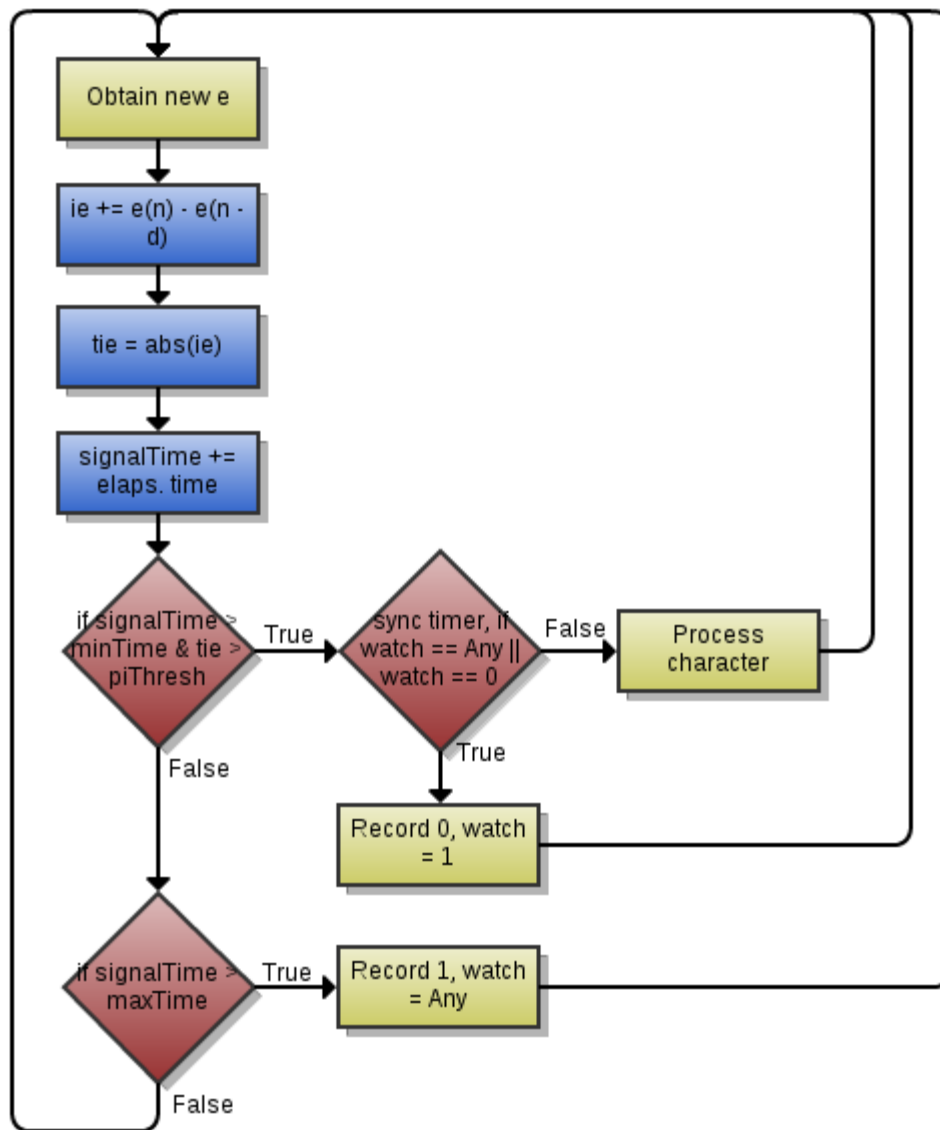 Obtain new e
ie += e(n) - e(n -
d)
tie = abs(ie)
signalTime +=
elaps. time
if signalTime >
minTime & tie >
piThresh
True
sync timer, if
watch == Any ||
watch == 0
False
Process
character
True
False
Record 0, watch
= 1
if signalTime >
maxTime
True
Record 1, watch
= Any
False